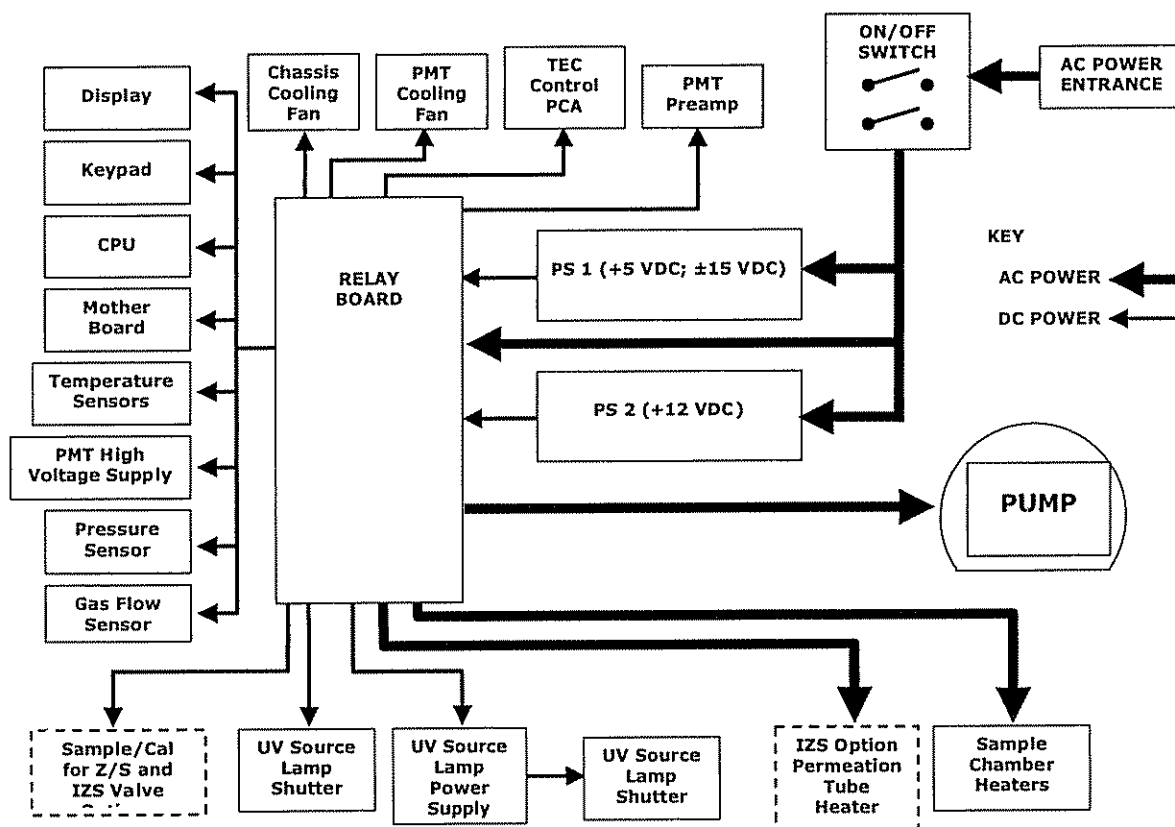 ON/OFF
SWITCH
AC POWER
ENTRANCE
Chassis
Cooling
Fan
PMT
Cooling
Fan
TEC
Control
PCA
PMT
Preamp
Display
Keypad
CPU
Mother
Board
Temperature
Sensors
PMT High
Voltage Supply
Pressure
Sensor
Gas Flow
Sensor
RELAY
BOARD
PS 1 (+5 VDC; ±15 VDC)
PS 2 (+12 VDC)
KEY
AC POWER
DC POWER
PUMP
Sample/Cal
for Z/S and
IZS Valve
UV Source
Lamp
Shutter
UV Source
Lamp
Power
Supply
UV Source
Lamp
Shutter
IZS Option
Permeation
Tube
Heater
Sample
Chamber
Heaters